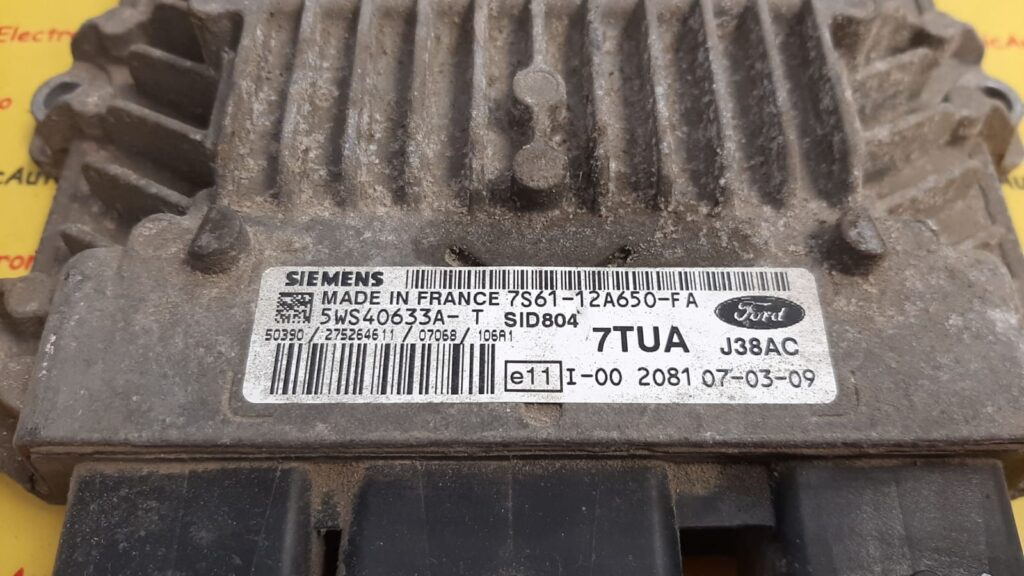 Electro
SIEMENS
MADE IN FRANCE 7S61-12A650-FA
5WS40633A- T SID804
Ford
50390 / 275264611 / 07068 / 106A1
7TUA J38AC
e11 I-00 2081 07-03-09